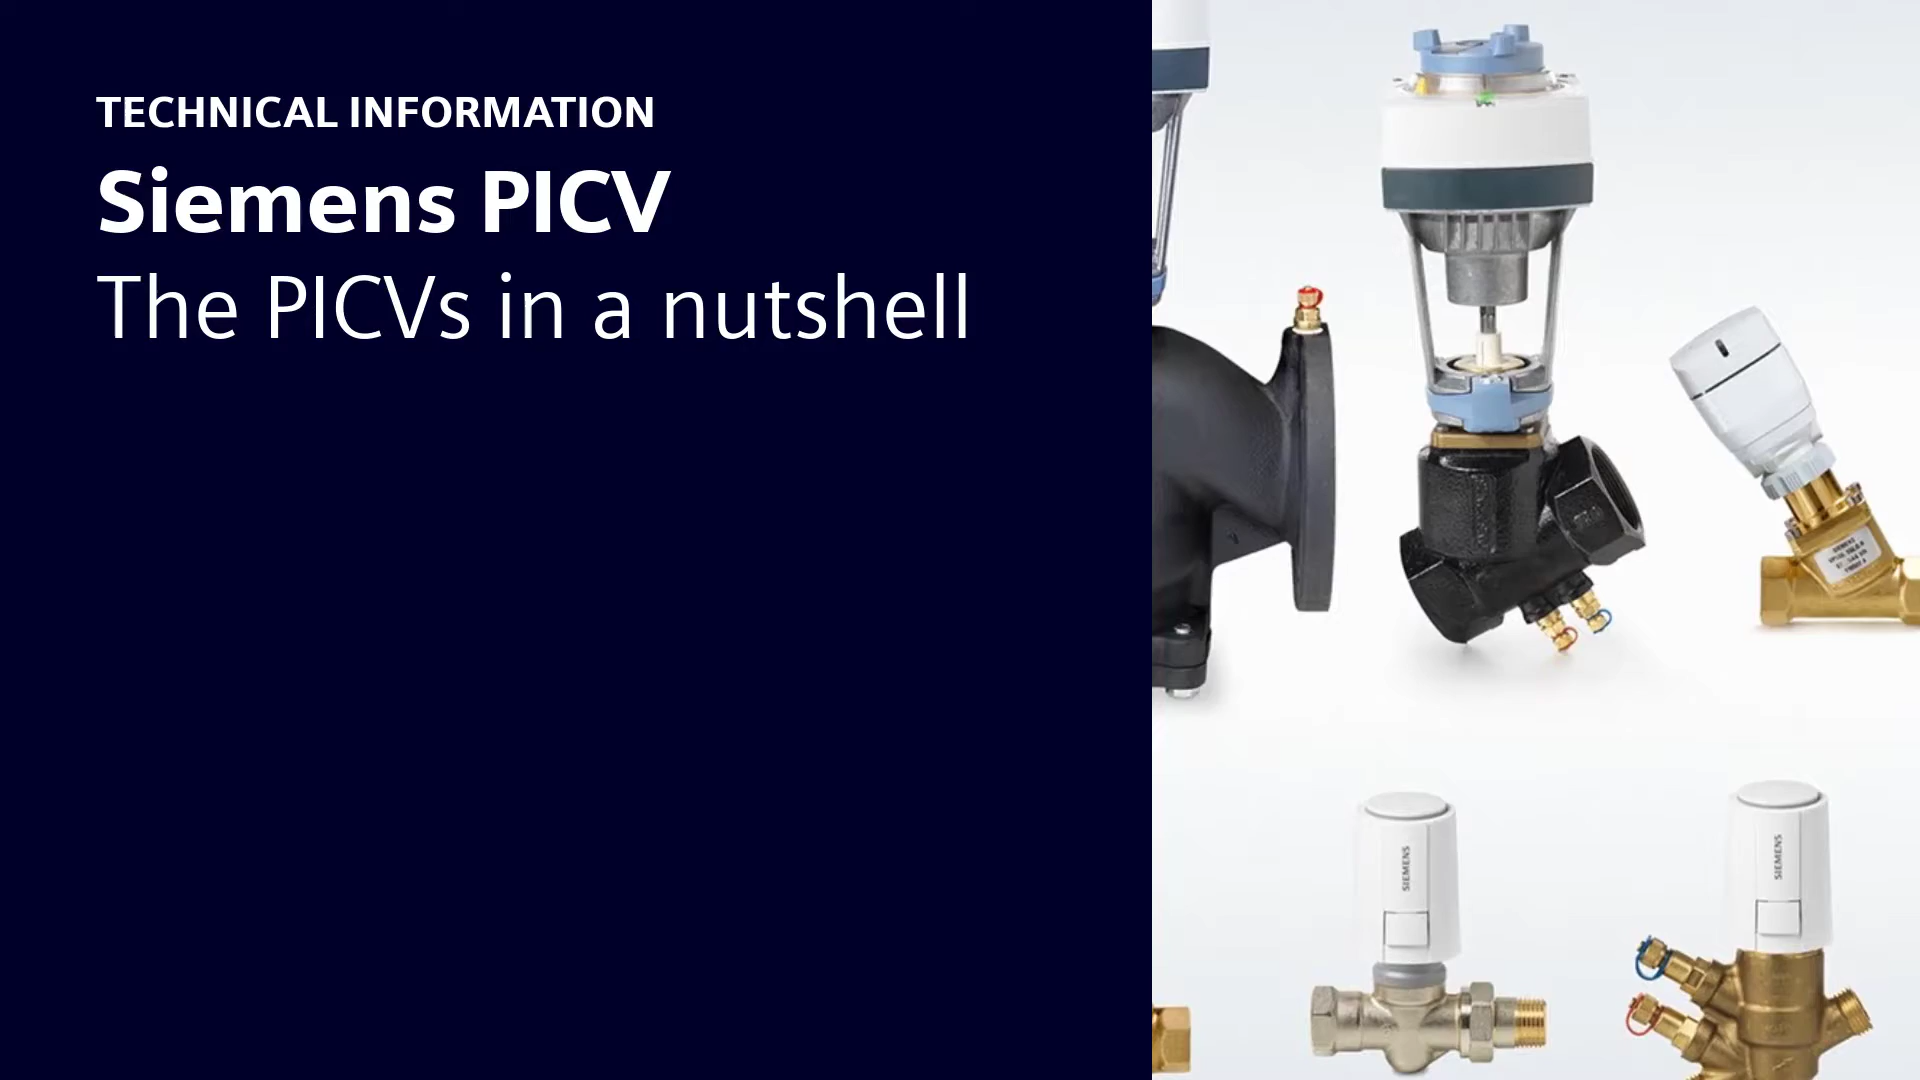 TECHNICAL INFORMATION
Siemens PICV
The PICVs in a nutshell
SIEMENS
SIEMENS